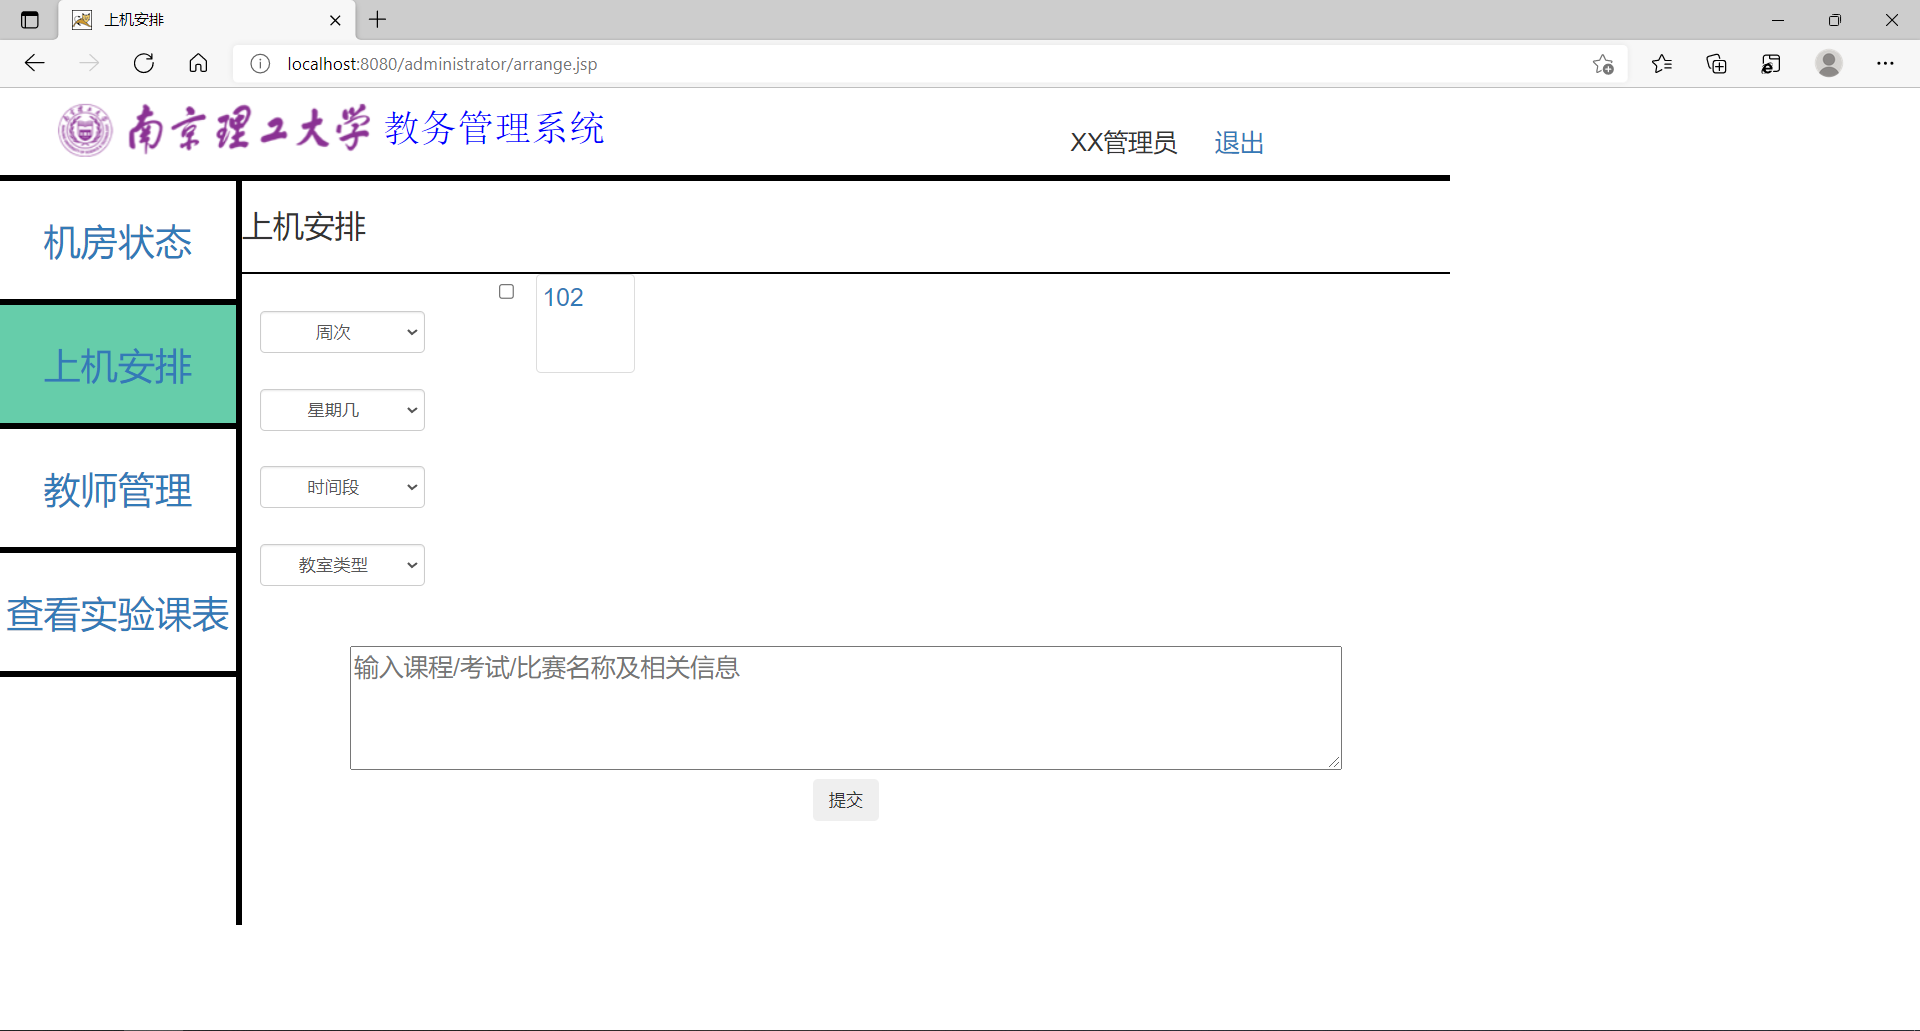 上机安排
localhost:8080/administrator/arrange.jsp
南京理工大学 教务管理系统
XX管理员 退出
机房状态
上机安排
教师管理
查看实验课表
上机安排
102
周次
星期几
时间段
教室类型
输入课程/考试/比赛名称及相关信息
提交